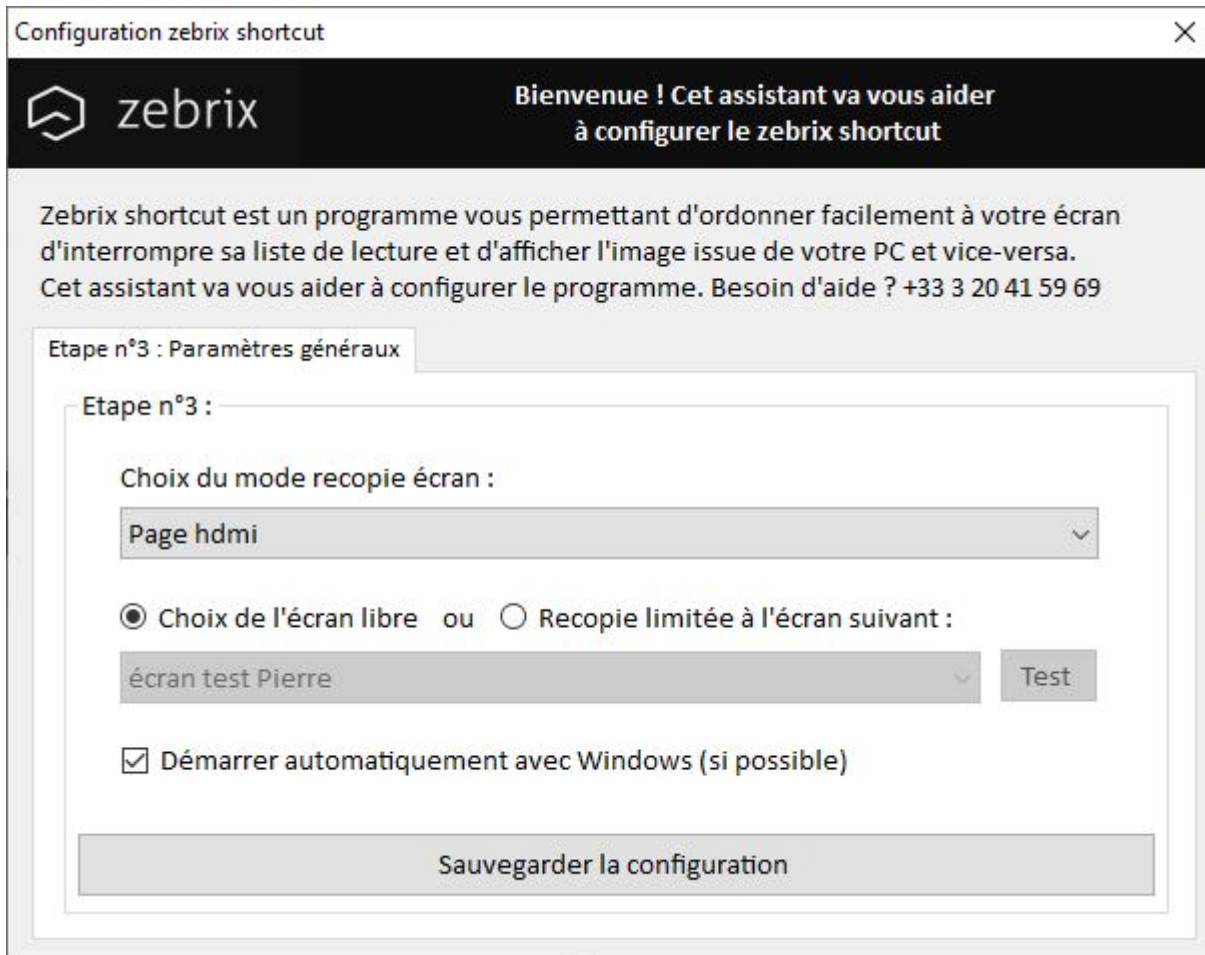 Configuration zebrix shortcut
zebrix
Bienvenue ! Cet assistant va vous aider
à configurer le zebrix shortcut
Zebrix shortcut est un programme vous permettant d'ordonner facilement à votre écran
d'interrompre sa liste de lecture et d'afficher l'image issue de votre PC et vice-versa.
Cet assistant va vous aider à configurer le programme. Besoin d'aide ? +33 3 20 41 59 69
Etape n°3 : Paramètres généraux
Etape n°3 :
Choix du mode recopie écran :
Page hdmi
Choix de l'écran libre ou Recopie limitée à l'écran suivant :
écran test Pierre Test
Démarrer automatiquement avec Windows (si possible)
Sauvegarder la configuration